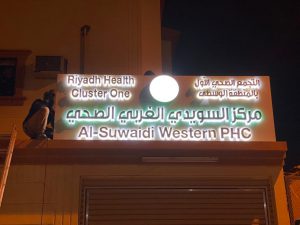 Riyadh Health
Cluster One
التجمع الصحي الأول
بالمنطقة الوسطى
مركز السويدي الغربي الصحي
Al-Suwaidi Western PHC